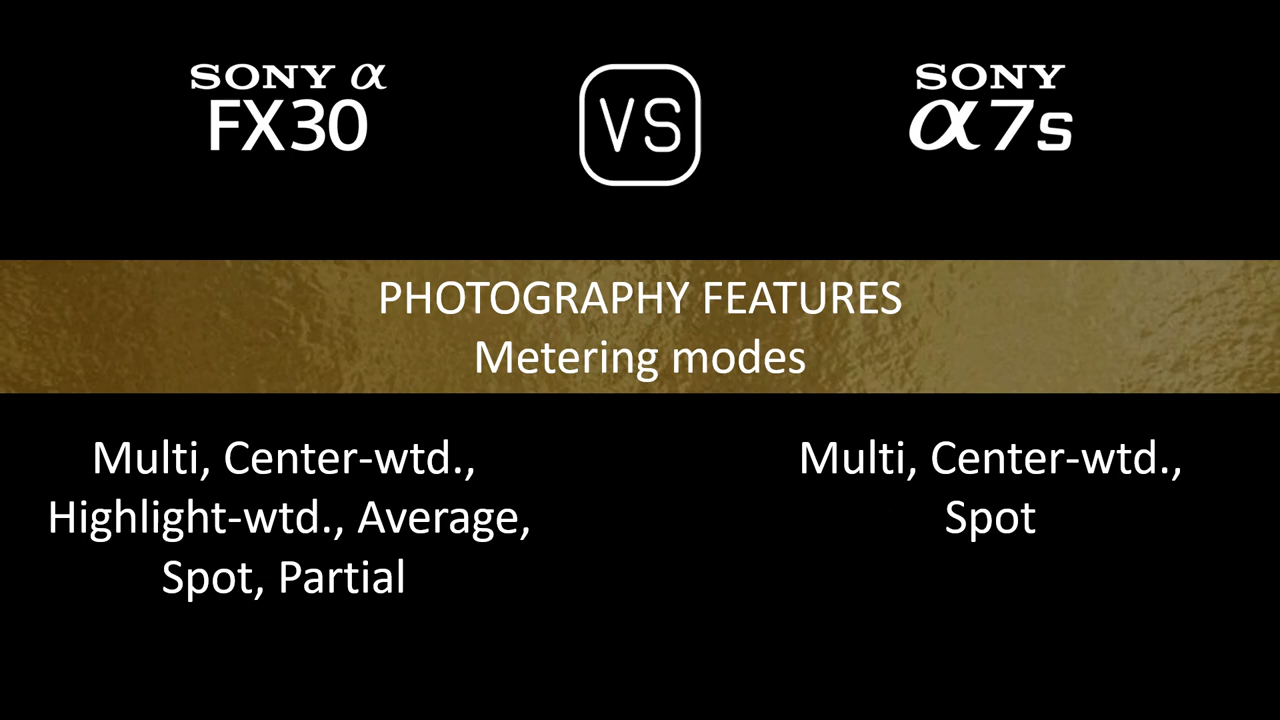 SONY α
FX30
VS
SONY
α7s
PHOTOGRAPHY FEATURES
Metering modes
Multi, Center-wtd.,
Highlight-wtd., Average,
Spot, Partial
Multi, Center-wtd.,
Spot